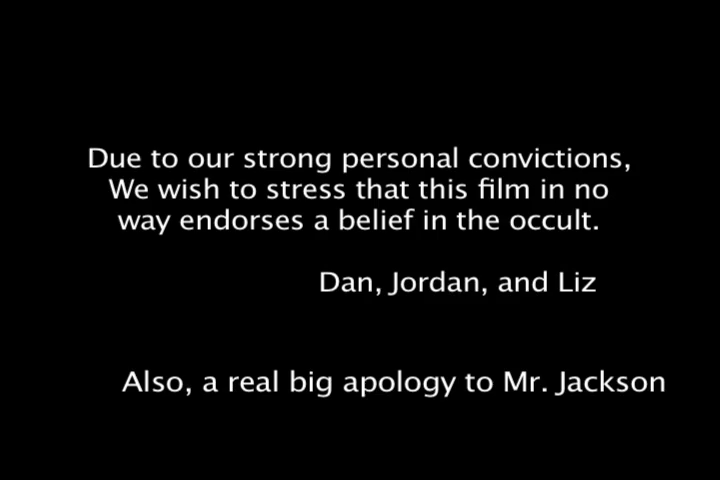 Due to our strong personal convictions,
We wish to stress that this film in no
way endorses a belief in the occult.
Dan, Jordan, and Liz
Also, a real big apology to Mr. Jackson